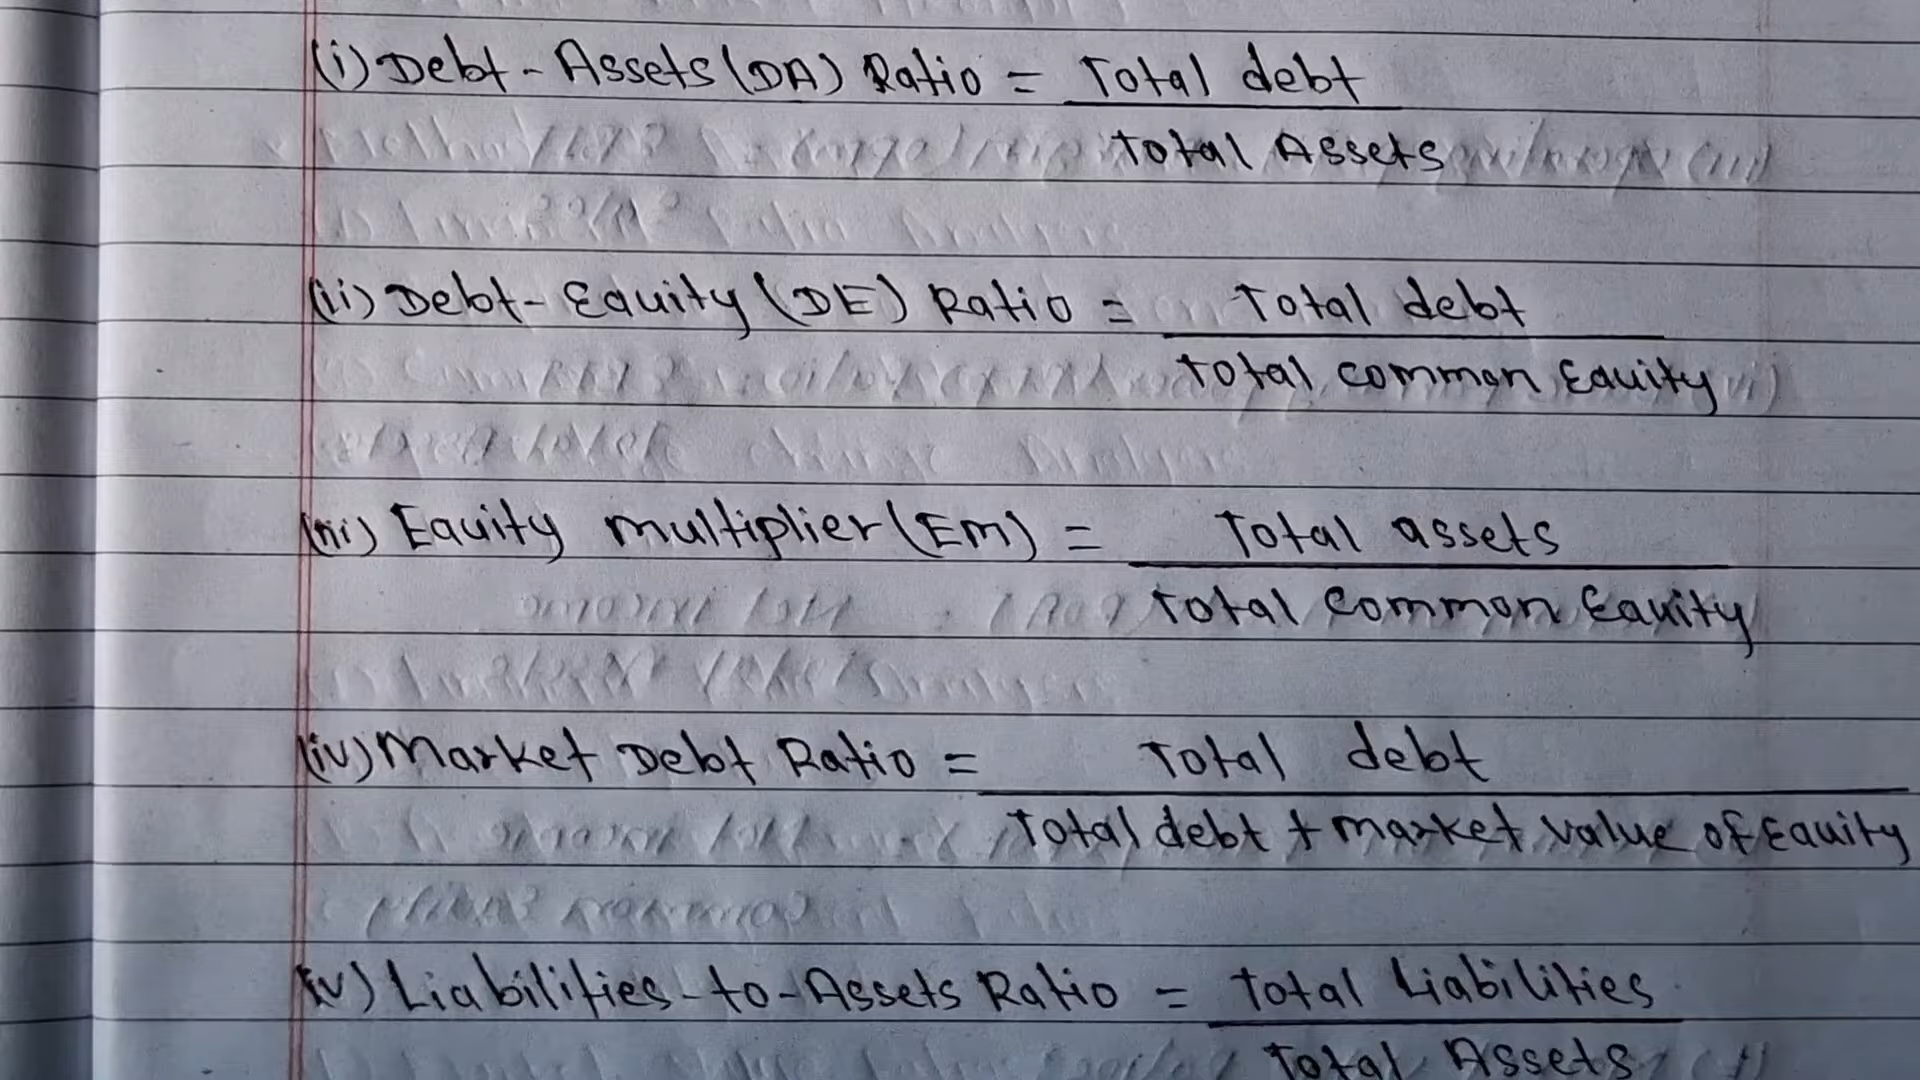 (i) Debt-Assets (DA) Ratio = Total debt
Total Assets
(ii) Debt-Equity (DE) Ratio = Total debt
Total common Equity
(iii) Equity multiplier (EM) = Total assets
Total common Equity
(iv) Market Debt Ratio = Total debt
Total debt + market value of Equity
(v) Liabilities-to-Assets Ratio = Total Liabilities
Total Assets